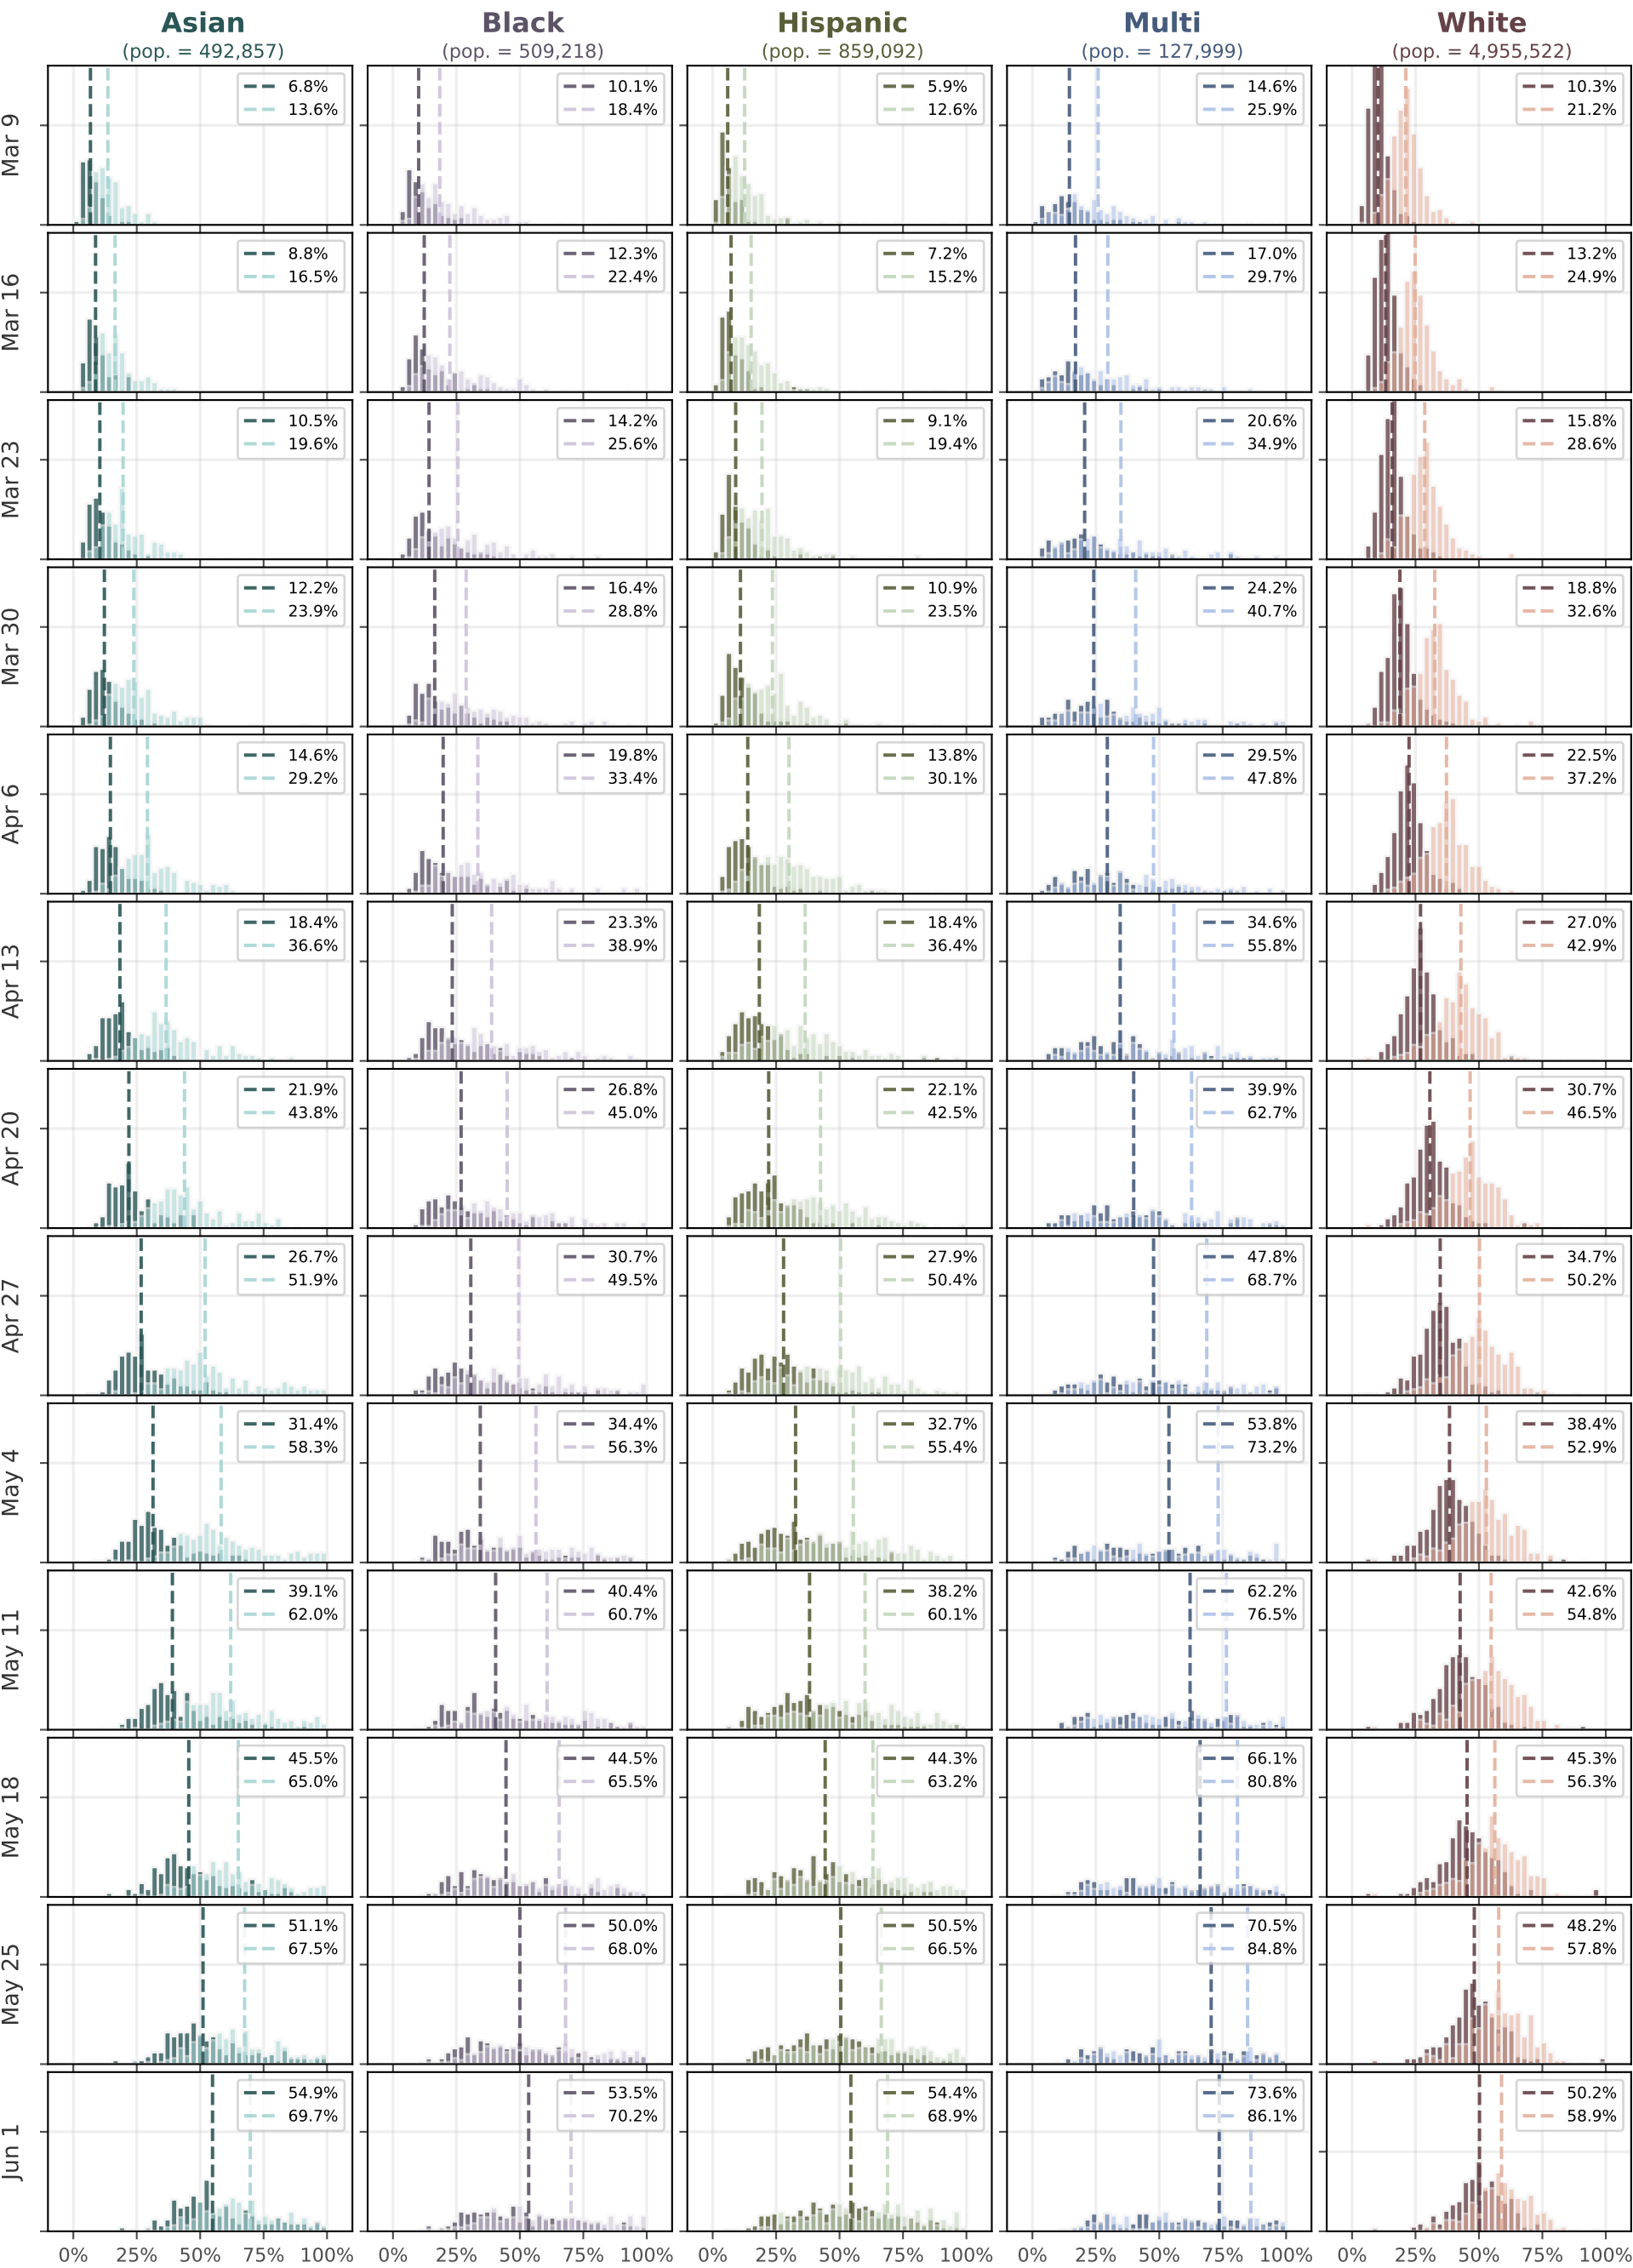 Asian Black Hispanic Multi White
(pop. = 492,857) (pop. = 509,218) (pop. = 859,092) (pop. = 127,999) (pop. = 4,955,522)
Mar 9
6.8% 10.1% 5.9% 14.6% 10.3%
13.6% 18.4% 12.6% 25.9% 21.2%
Mar 16
8.8% 12.3% 7.2% 17.0% 13.2%
16.5% 22.4% 15.2% 29.7% 24.9%
Mar 23
10.5% 14.2% 9.1% 20.6% 15.8%
19.6% 25.6% 19.4% 34.9% 28.6%
Mar 30
12.2% 16.4% 10.9% 24.2% 18.8%
23.9% 28.8% 23.5% 40.7% 32.6%
Apr 6
14.6% 19.8% 13.8% 29.5% 22.5%
29.2% 33.4% 30.1% 47.8% 37.2%
Apr 13
18.4% 23.3% 18.4% 34.6% 27.0%
36.6% 38.9% 36.4% 55.8% 42.9%
Apr 20
21.9% 26.8% 22.1% 39.9% 30.7%
43.8% 45.0% 42.5% 62.7% 46.5%
Apr 27
26.7% 30.7% 27.9% 47.8% 34.7%
51.9% 49.5% 50.4% 68.7% 50.2%
May 4
31.4% 34.4% 32.7% 53.8% 38.4%
58.3% 56.3% 55.4% 73.2% 52.9%
May 11
39.1% 40.4% 38.2% 62.2% 42.6%
62.0% 60.7% 60.1% 76.5% 54.8%
May 18
45.5% 44.5% 44.3% 66.1% 45.3%
65.0% 65.5% 63.2% 80.8% 56.3%
May 25
51.1% 50.0% 50.5% 70.5% 48.2%
67.5% 68.0% 66.5% 84.8% 57.8%
Jun 1
54.9% 53.5% 54.4% 73.6% 50.2%
69.7% 70.2% 68.9% 86.1% 58.9%
0% 25% 50% 75% 100% 0% 25% 50% 75% 100% 0% 25% 50% 75% 100% 0% 25% 50% 75% 100% 0% 25% 50% 75% 100%